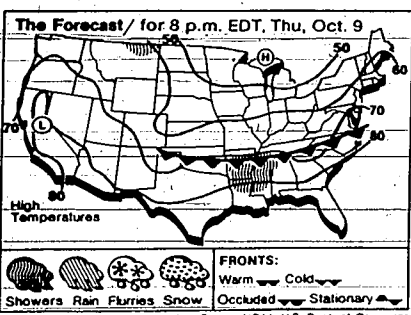 The Forecast/ for 8 p.m. EDT, Thu, Oct. 9
50
H
50
60
70
L
70
80
80
High
Temperatures
FRONTS:
Warm Cold
Showers Rain Flurries Snow
Occluded Stationary